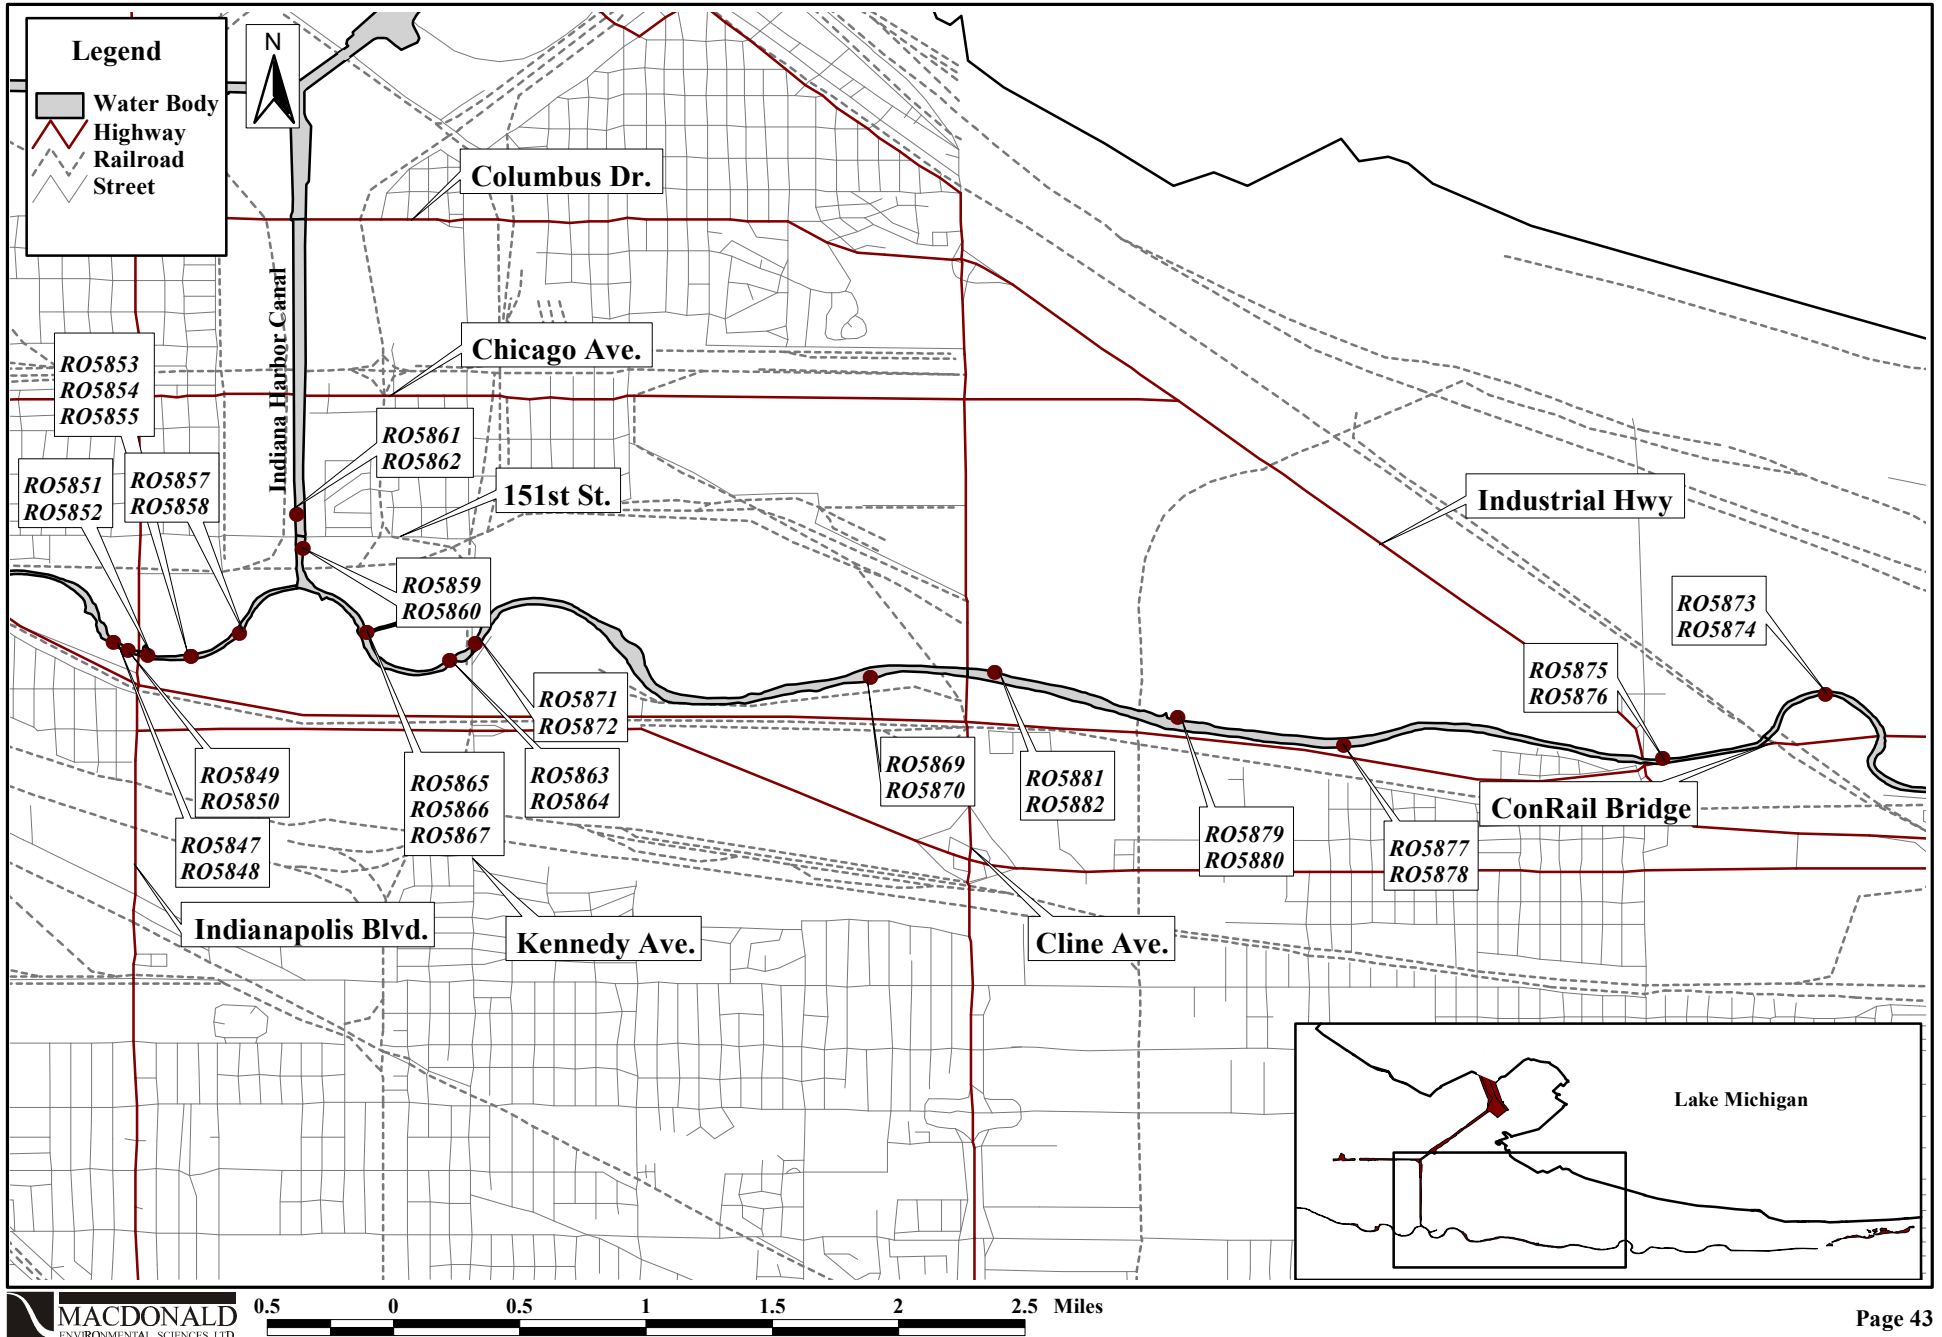 Legend
Water Body
Highway
Railroad
Street
N
Columbus Dr.
Indiana Harbor Canal
Chicago Ave.
RO5853
RO5854
RO5855
RO5861
RO5862
RO5851
RO5852
RO5857
RO5858
151st St.
Industrial Hwy
RO5859
RO5860
RO5873
RO5874
RO5875
RO5876
RO5871
RO5872
RO5849
RO5850
RO5865
RO5866
RO5867
RO5863
RO5864
RO5869
RO5870
RO5881
RO5882
ConRail Bridge
RO5847
RO5848
RO5879
RO5880
RO5877
RO5878
Indianapolis Blvd.
Kennedy Ave.
Cline Ave.
Lake Michigan
MACDONALD
ENVIRONMENTAL SCIENCES LTD
0.5 0 0.5 1 1.5 2 2.5 Miles
Page 43